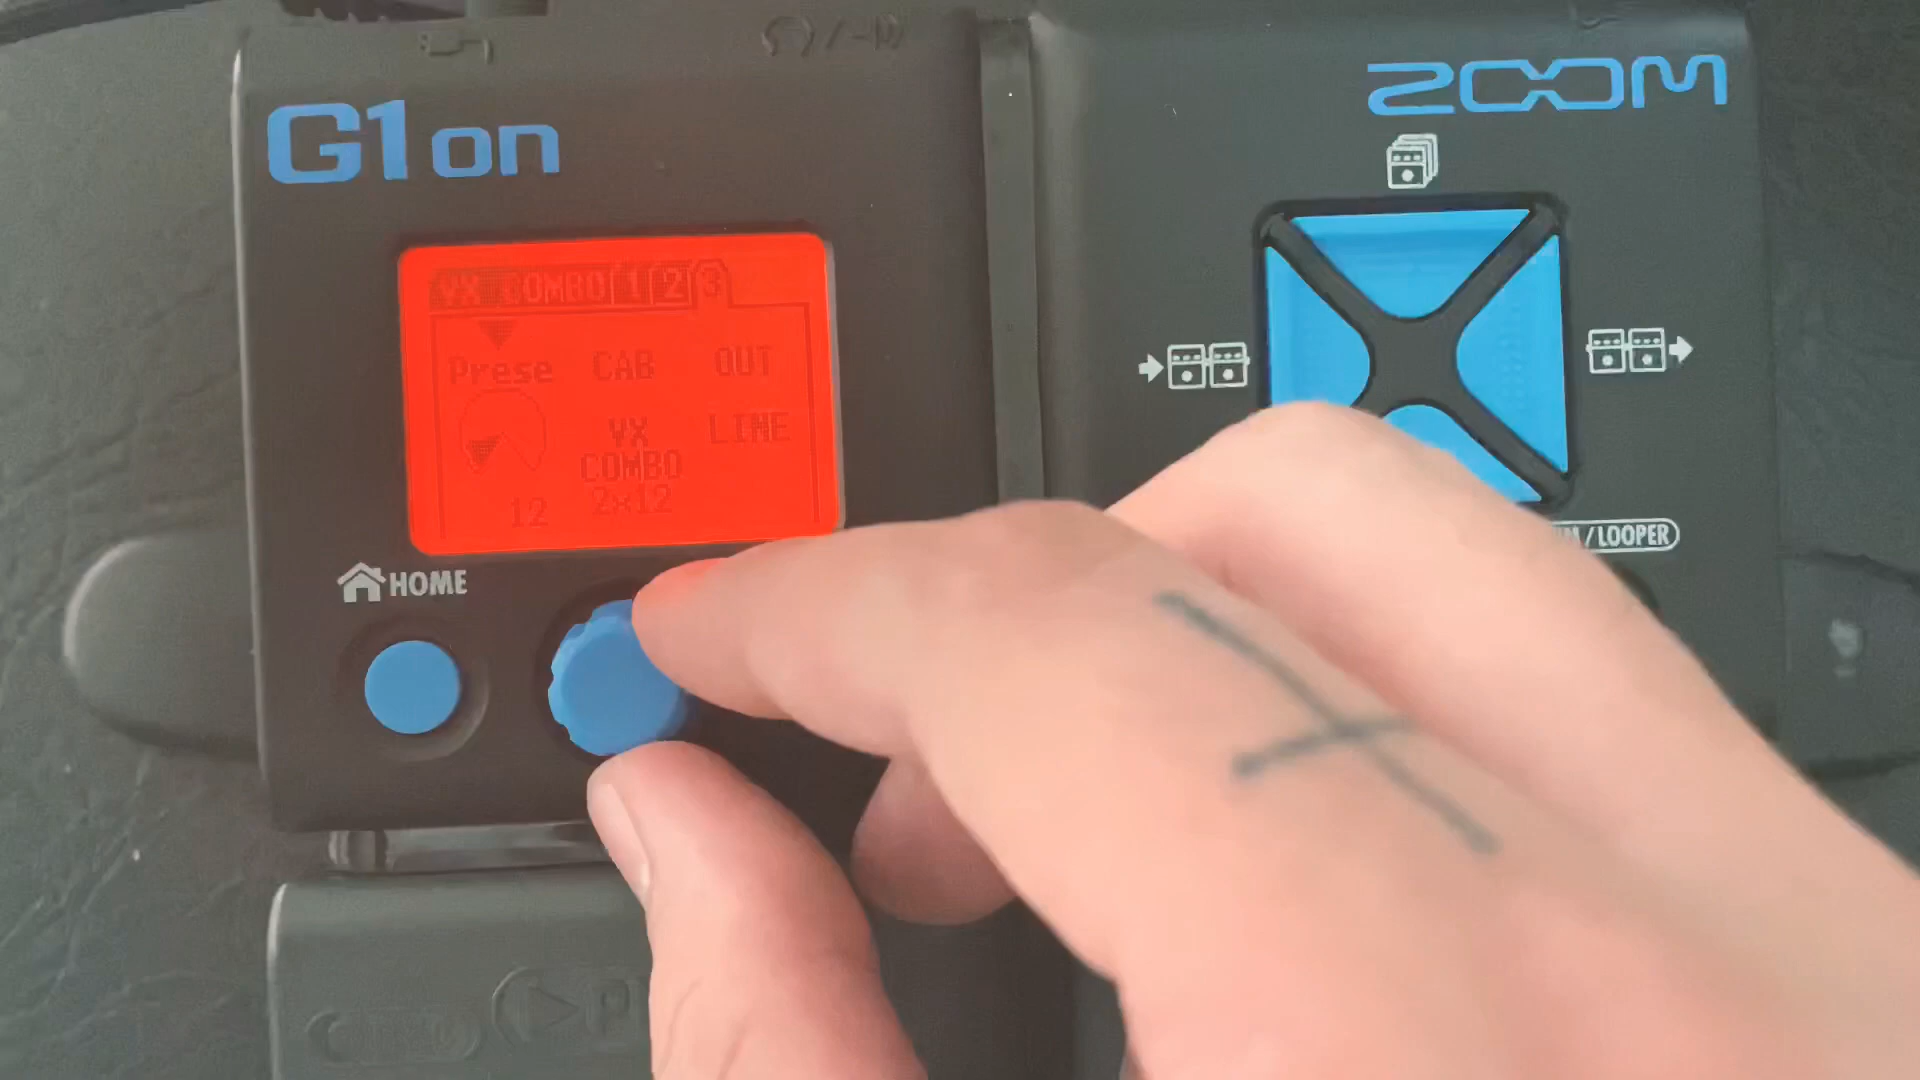 G1on
ZOOM
VX COMBO 1 2 3
Prese CAB OUT
VX LINE
COMBO
12 2x12
HOME
/LOOPER